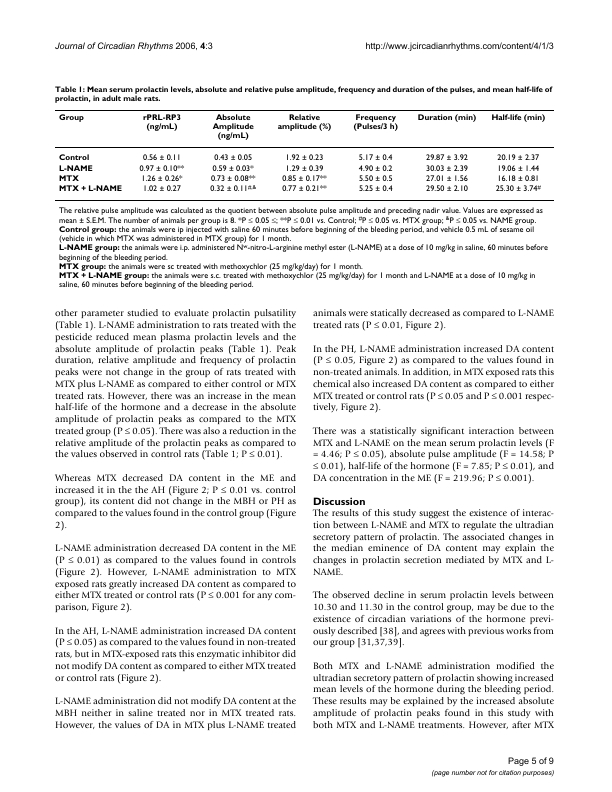 Journal of Circadian Rhythms 2006, 4:3
http://www.jcircadianrhythms.com/content/4/1/3
Table 1: Mean serum prolactin levels, absolute and relative pulse amplitude, frequency and duration of the pulses, and mean half-life of
prolactin, in adult male rats.
Group rPRL-RP3 (ng/mL) Absolute Amplitude (ng/mL) Relative amplitude (%) Frequency (Pulses/3 h) Duration (min) Half-life (min)
Control 0.56 ± 0.11 0.43 ± 0.05 1.92 ± 0.23 5.17 ± 0.4 29.87 ± 3.92 20.19 ± 2.37
L-NAME 0.97 ± 0.10** 0.59 ± 0.03* 1.29 ± 0.39 4.90 ± 0.2 30.03 ± 2.39 19.06 ± 1.44
MTX 1.26 ± 0.26* 0.73 ± 0.08** 0.85 ± 0.17** 5.50 ± 0.5 27.01 ± 1.56 16.18 ± 0.81
MTX + L-NAME 1.02 ± 0.27 0.32 ± 0.11#,& 0.77 ± 0.21** 5.25 ± 0.4 29.50 ± 2.10 25.30 ± 3.74#
The relative pulse amplitude was calculated as the quotient between absolute pulse amplitude and preceding nadir value. Values are expressed as
mean ± S.E.M. The number of animals per group is 8. *P ≤ 0.05 ≤; **P ≤ 0.01 vs. Control; #P ≤ 0.05 vs. MTX group; &P ≤ 0.05 vs. NAME group.
Control group: the animals were ip injected with saline 60 minutes before beginning of the bleeding period, and vehicle 0.5 mL of sesame oil
(vehicle in which MTX was administered in MTX group) for 1 month.
L-NAME group: the animals were i.p. administered Nω-nitro-L-arginine methyl ester (L-NAME) at a dose of 10 mg/kg in saline, 60 minutes before
beginning of the bleeding period.
MTX group: the animals were sc treated with methoxychlor (25 mg/kg/day) for 1 month.
MTX + L-NAME group: the animals were s.c. treated with methoxychlor (25 mg/kg/day) for 1 month and L-NAME at a dose of 10 mg/kg in
saline, 60 minutes before beginning of the bleeding period.
other parameter studied to evaluate prolactin pulsatility
(Table 1). L-NAME administration to rats treated with the
pesticide reduced mean plasma prolactin levels and the
absolute amplitude of prolactin peaks (Table 1). Peak
duration, relative amplitude and frequency of prolactin
peaks were not change in the group of rats treated with
MTX plus L-NAME as compared to either control or MTX
treated rats. However, there was an increase in the mean
half-life of the hormone and a decrease in the absolute
amplitude of prolactin peaks as compared to the MTX
treated group (P ≤ 0.05). There was also a reduction in the
relative amplitude of the prolactin peaks as compared to
the values observed in control rats (Table 1; P ≤ 0.01).
Whereas MTX decreased DA content in the ME and
increased it in the the AH (Figure 2; P ≤ 0.01 vs. control
group), its content did not change in the MBH or PH as
compared to the values found in the control group (Figure
2).
L-NAME administration decreased DA content in the ME
(P ≤ 0.01) as compared to the values found in controls
(Figure 2). However, L-NAME administration to MTX
exposed rats greatly increased DA content as compared to
either MTX treated or control rats (P ≤ 0.001 for any com-
parison, Figure 2).
In the AH, L-NAME administration increased DA content
(P ≤ 0.05) as compared to the values found in non-treated
rats, but in MTX-exposed rats this enzymatic inhibitor did
not modify DA content as compared to either MTX treated
or control rats (Figure 2).
L-NAME administration did not modify DA content at the
MBH neither in saline treated nor in MTX treated rats.
However, the values of DA in MTX plus L-NAME treated
animals were statically decreased as compared to L-NAME
treated rats (P ≤ 0.01, Figure 2).
In the PH, L-NAME administration increased DA content
(P ≤ 0.05, Figure 2) as compared to the values found in
non-treated animals. In addition, in MTX exposed rats this
chemical also increased DA content as compared to either
MTX treated or control rats (P ≤ 0.05 and P ≤ 0.001 respec-
tively, Figure 2).
There was a statistically significant interaction between
MTX and L-NAME on the mean serum prolactin levels (F
= 4.46; P ≤ 0.05), absolute pulse amplitude (F = 14.58; P
≤ 0.01), half-life of the hormone (F = 7.85; P ≤ 0.01), and
DA concentration in the ME (F = 219.96; P ≤ 0.001).
Discussion
The results of this study suggest the existence of interac-
tion between L-NAME and MTX to regulate the ultradian
secretory pattern of prolactin. The associated changes in
the median eminence of DA content may explain the
changes in prolactin secretion mediated by MTX and L-
NAME.
The observed decline in serum prolactin levels between
10.30 and 11.30 in the control group, may be due to the
existence of circadian variations of the hormone previ-
ously described [38], and agrees with previous works from
our group [31,37,39].
Both MTX and L-NAME administration modified the
ultradian secretory pattern of prolactin showing increased
mean levels of the hormone during the bleeding period.
These results may be explained by the increased absolute
amplitude of prolactin peaks found in this study with
both MTX and L-NAME treatments. However, after MTX
Page 5 of 9
(page number not for citation purposes)